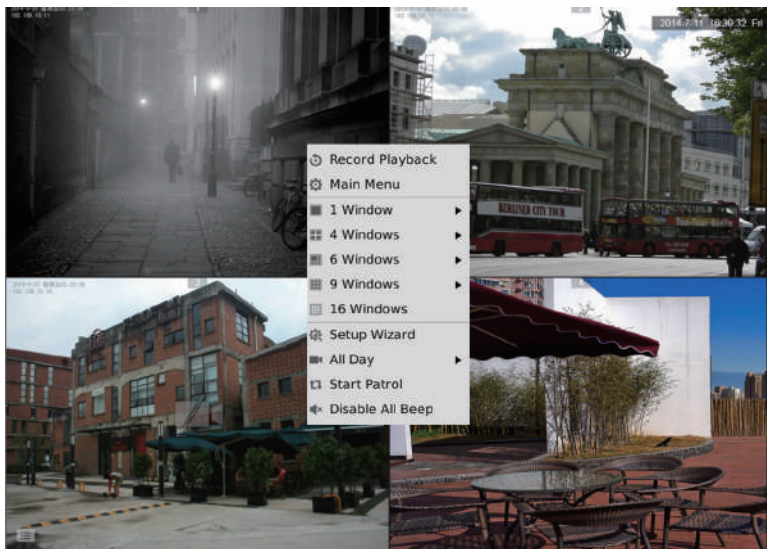 2014-7-11 16:30:32 Fri
Record Playback
Main Menu
1 Window
4 Windows
6 Windows
9 Windows
16 Windows
Setup Wizard
All Day
Start Patrol
Disable All Beep
BERLINER CITY TOUR